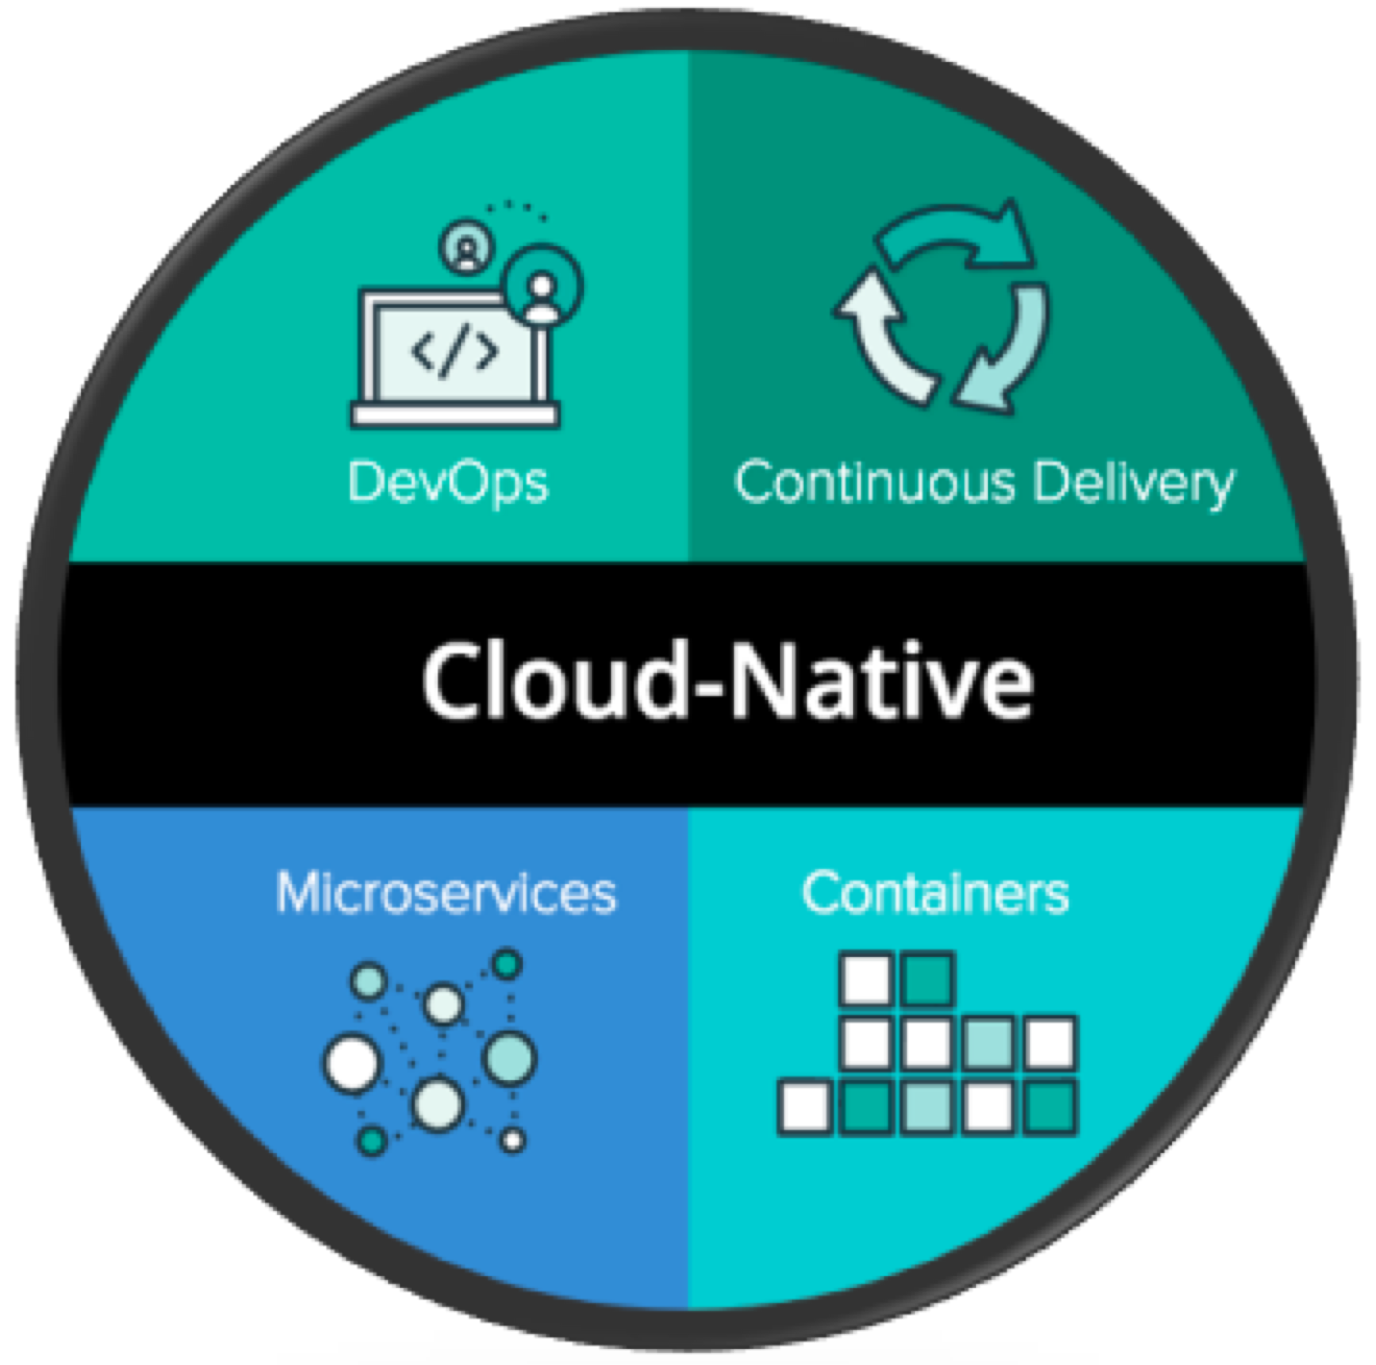 DevOps
Continuous Delivery
</>
Cloud-Native
Microservices
Containers